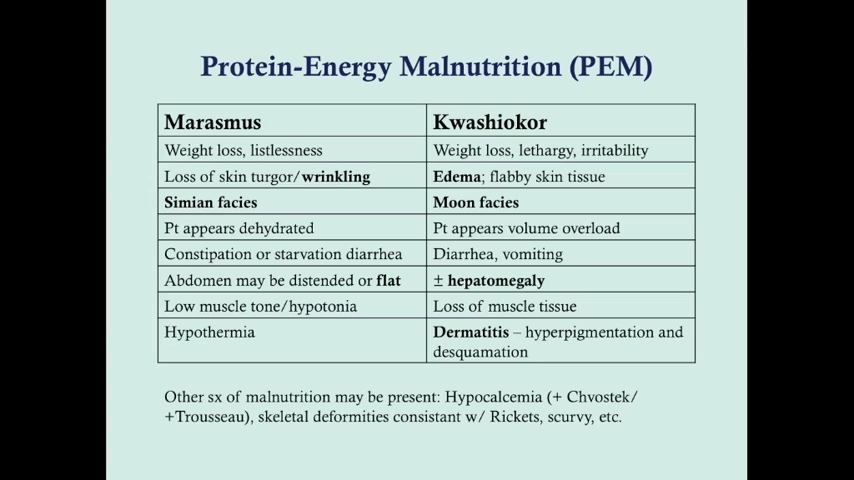 Protein-Energy Malnutrition (PEM)
Marasmus Kwashiokor
Weight loss, listlessness Weight loss, lethargy, irritability
Loss of skin turgor/wrinkling Edema; flabby skin tissue
Simian facies Moon facies
Pt appears dehydrated Pt appears volume overload
Constipation or starvation diarrhea Diarrhea, vomiting
Abdomen may be distended or flat ± hepatomegaly
Low muscle tone/hypotonia Loss of muscle tissue
Hypothermia Dermatitis – hyperpigmentation and
desquamation
Other sx of malnutrition may be present: Hypocalcemia (+ Chvostek/
+Trousseau), skeletal deformities consistant w/ Rickets, scurvy, etc.